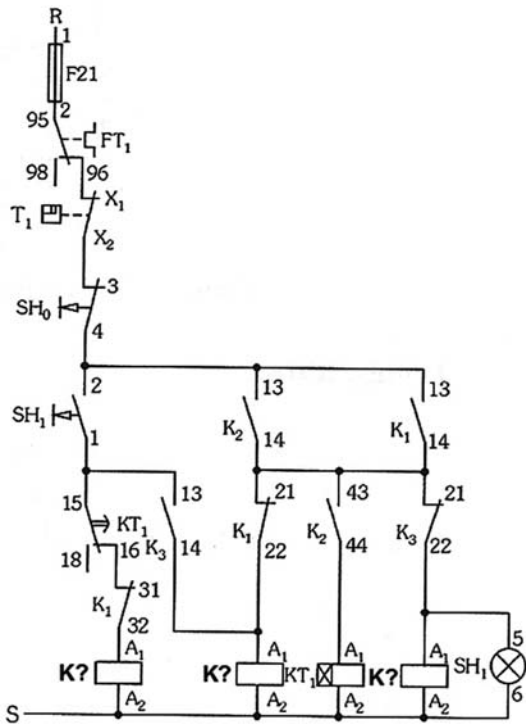 R
1
F21
2
95
FT₁
98 96
X₁
T₁
X₂
3
SH₀
4
2 13 13
SH₁ K₂ K₁
1 14 14
15 13 21 43 21
KT₁ K₁ K₂ K₃
18 16 K₃ 14 22 44 22
K₁ 31
32
A₁ A₁ A₁ A₁ 5
K? K? KT₁ K? SH₁
A₂ A₂ A₂ A₂ 6
S